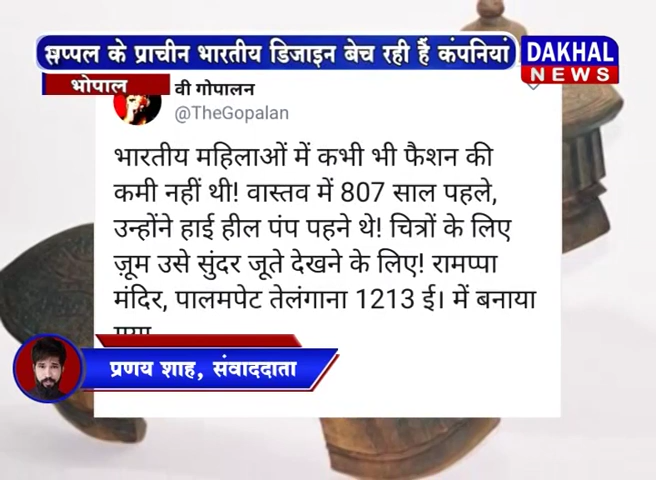 चप्पल के प्राचीन भारतीय डिजाइन बेच रही हैं कंपनियां
DAKHAL
NEWS
भोपाल
वी गोपालन
@TheGopalan
भारतीय महिलाओं में कभी भी फैशन की
कमी नहीं थी! वास्तव में 807 साल पहले,
उन्होंने हाई हील पंप पहने थे! चित्रों के लिए
ज़ूम उसे सुंदर जूते देखने के लिए! रामप्पा
मंदिर, पालमपेट तेलंगाना 1213 ई। में बनाया
प्रणय शाह, संवाददाता